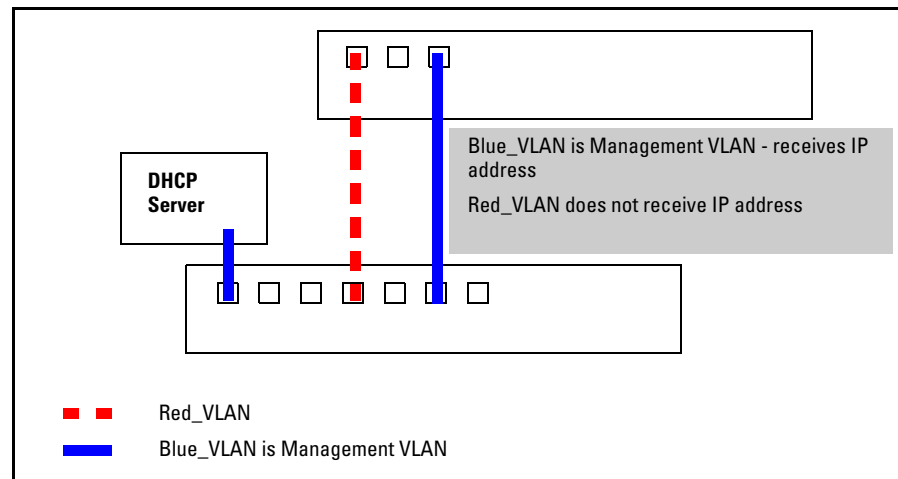 Blue_VLAN is Management VLAN - receives IP
address
Red_VLAN does not receive IP address
DHCP
Server
Red_VLAN
Blue_VLAN is Management VLAN